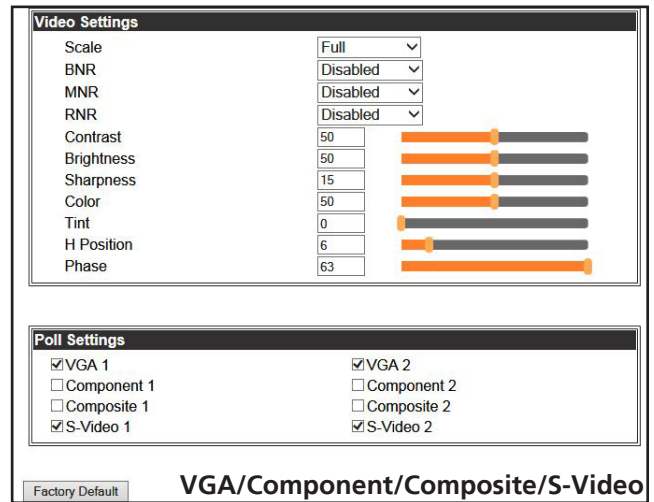 Video Settings
Scale Full
BNR Disabled
MNR Disabled
RNR Disabled
Contrast 50
Brightness 50
Sharpness 15
Color 50
Tint 0
H Position 6
Phase 63
Poll Settings
VGA 1 VGA 2
Component 1 Component 2
Composite 1 Composite 2
S-Video 1 S-Video 2
Factory Default VGA/Component/Composite/S-Video